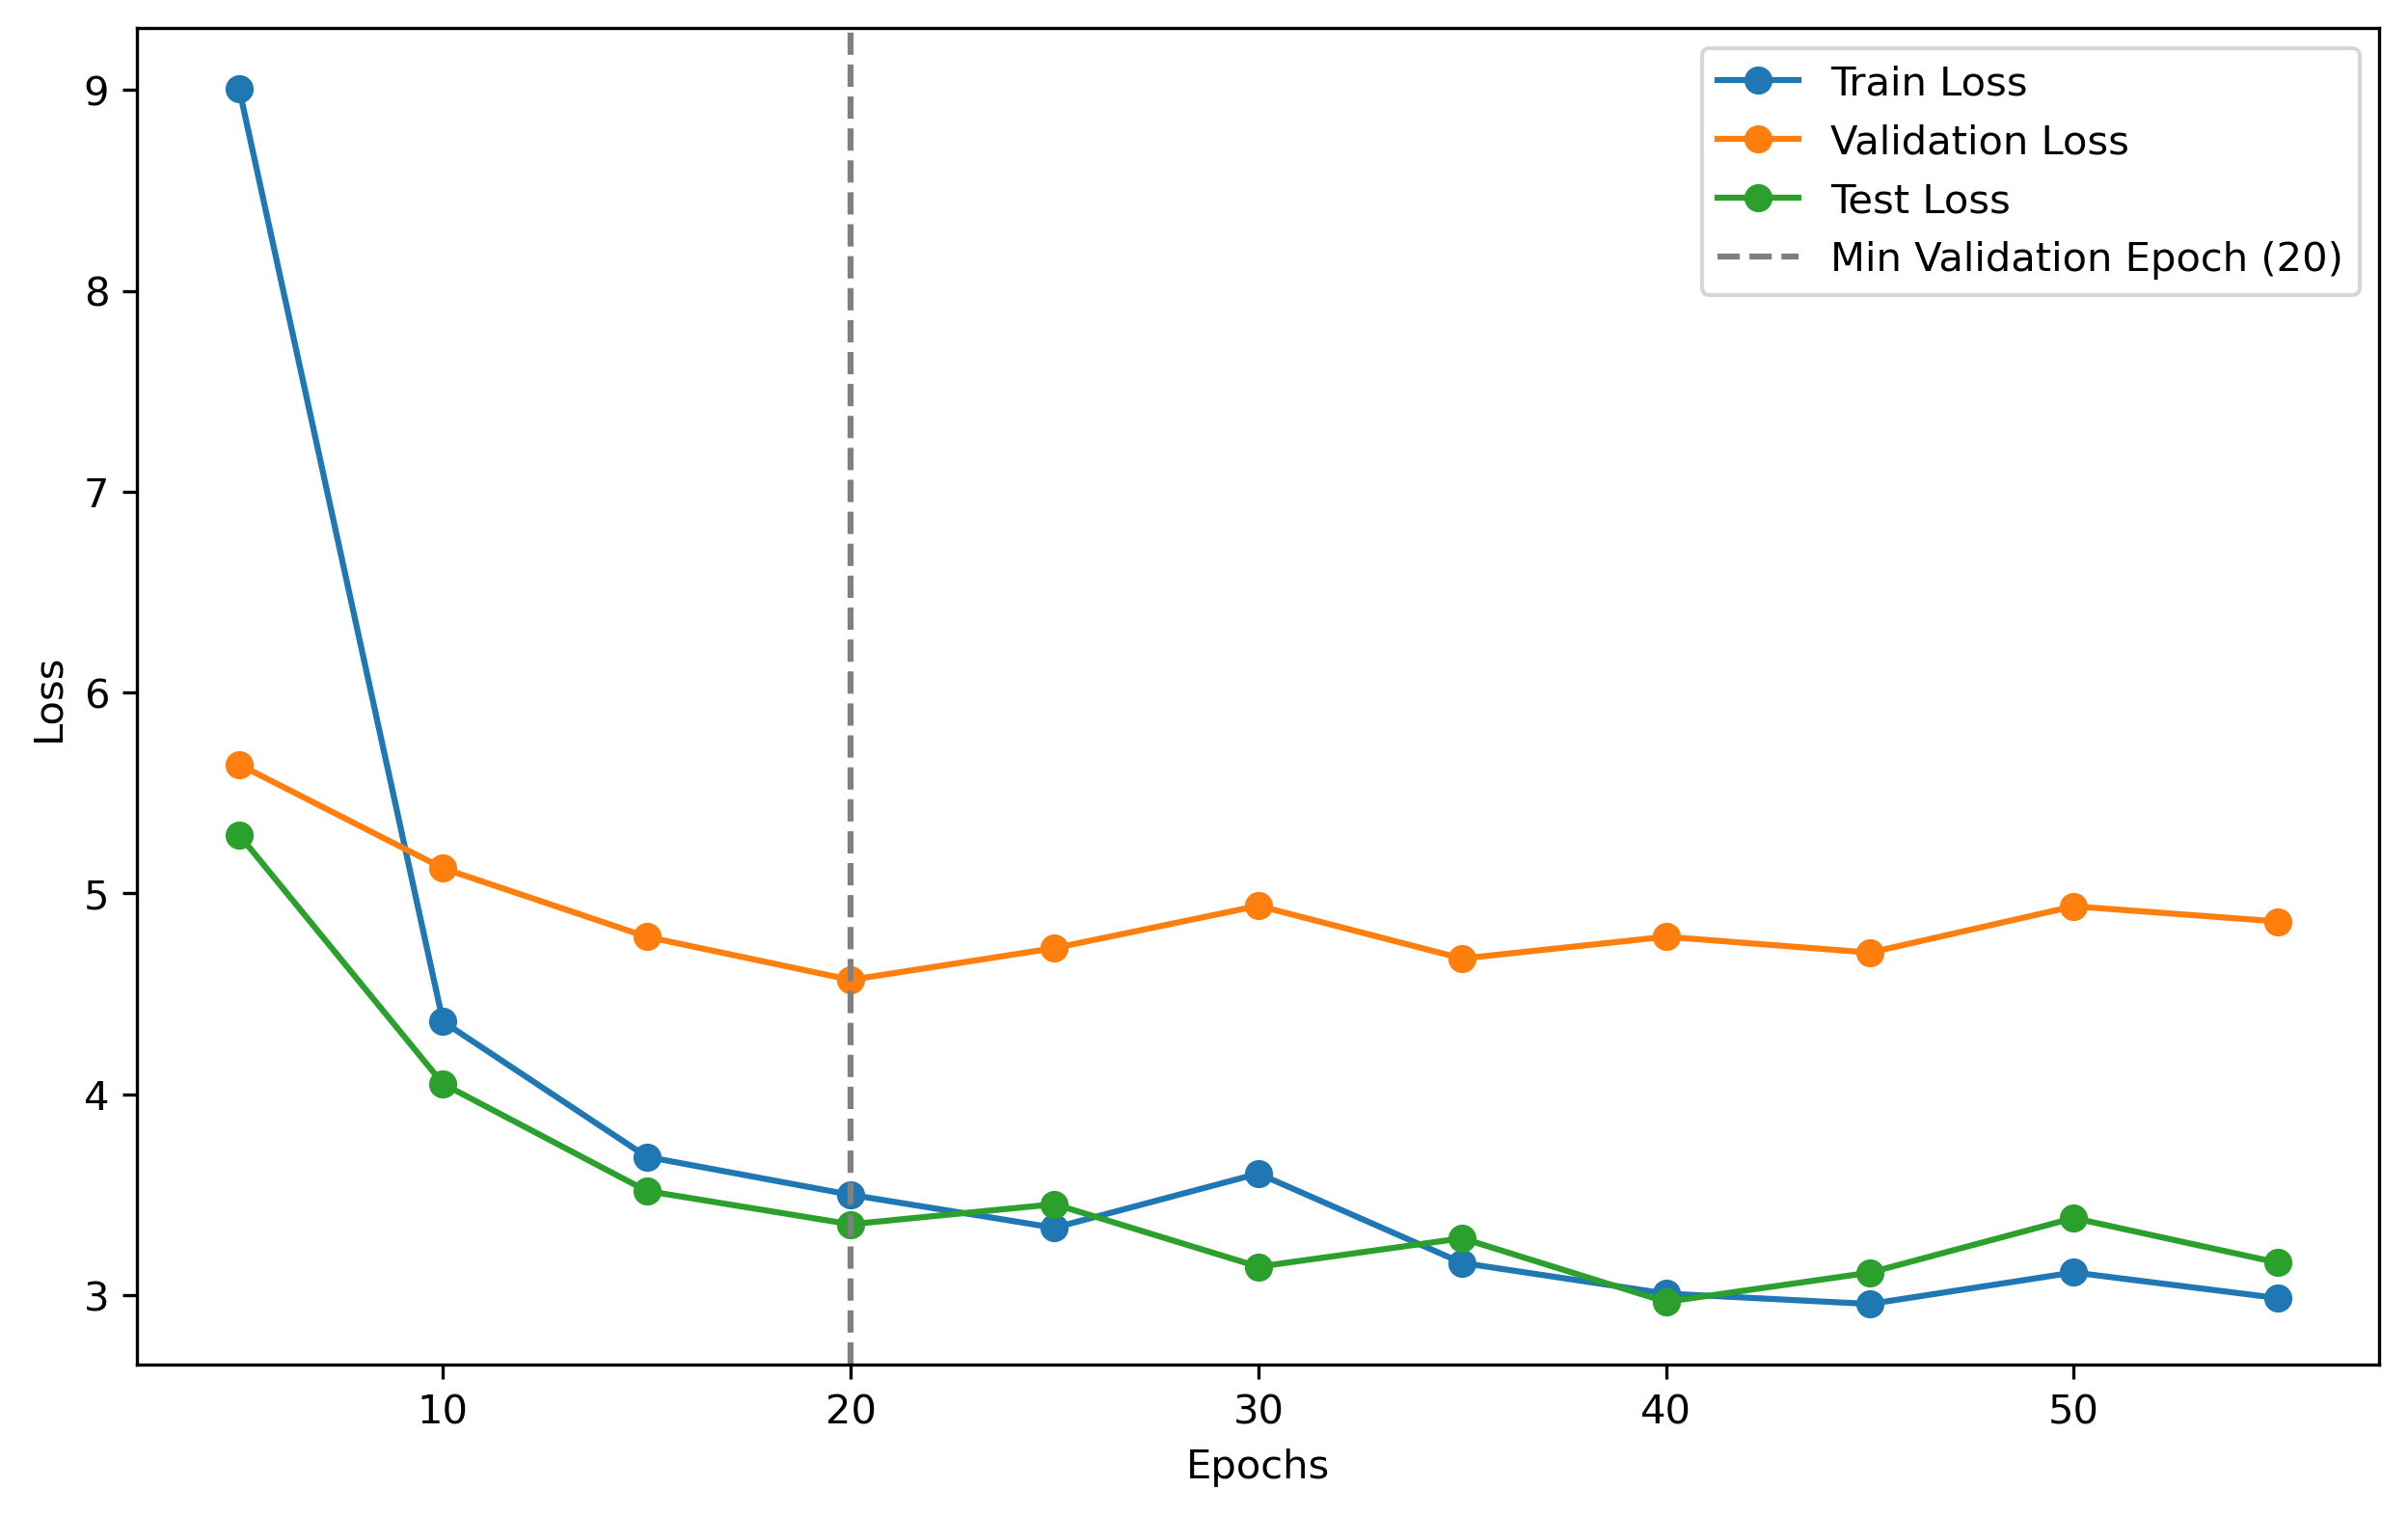 9
8
7
6
5
4
3
Loss
Train Loss
Validation Loss
Test Loss
Min Validation Epoch (20)
10 20 30 40 50
Epochs